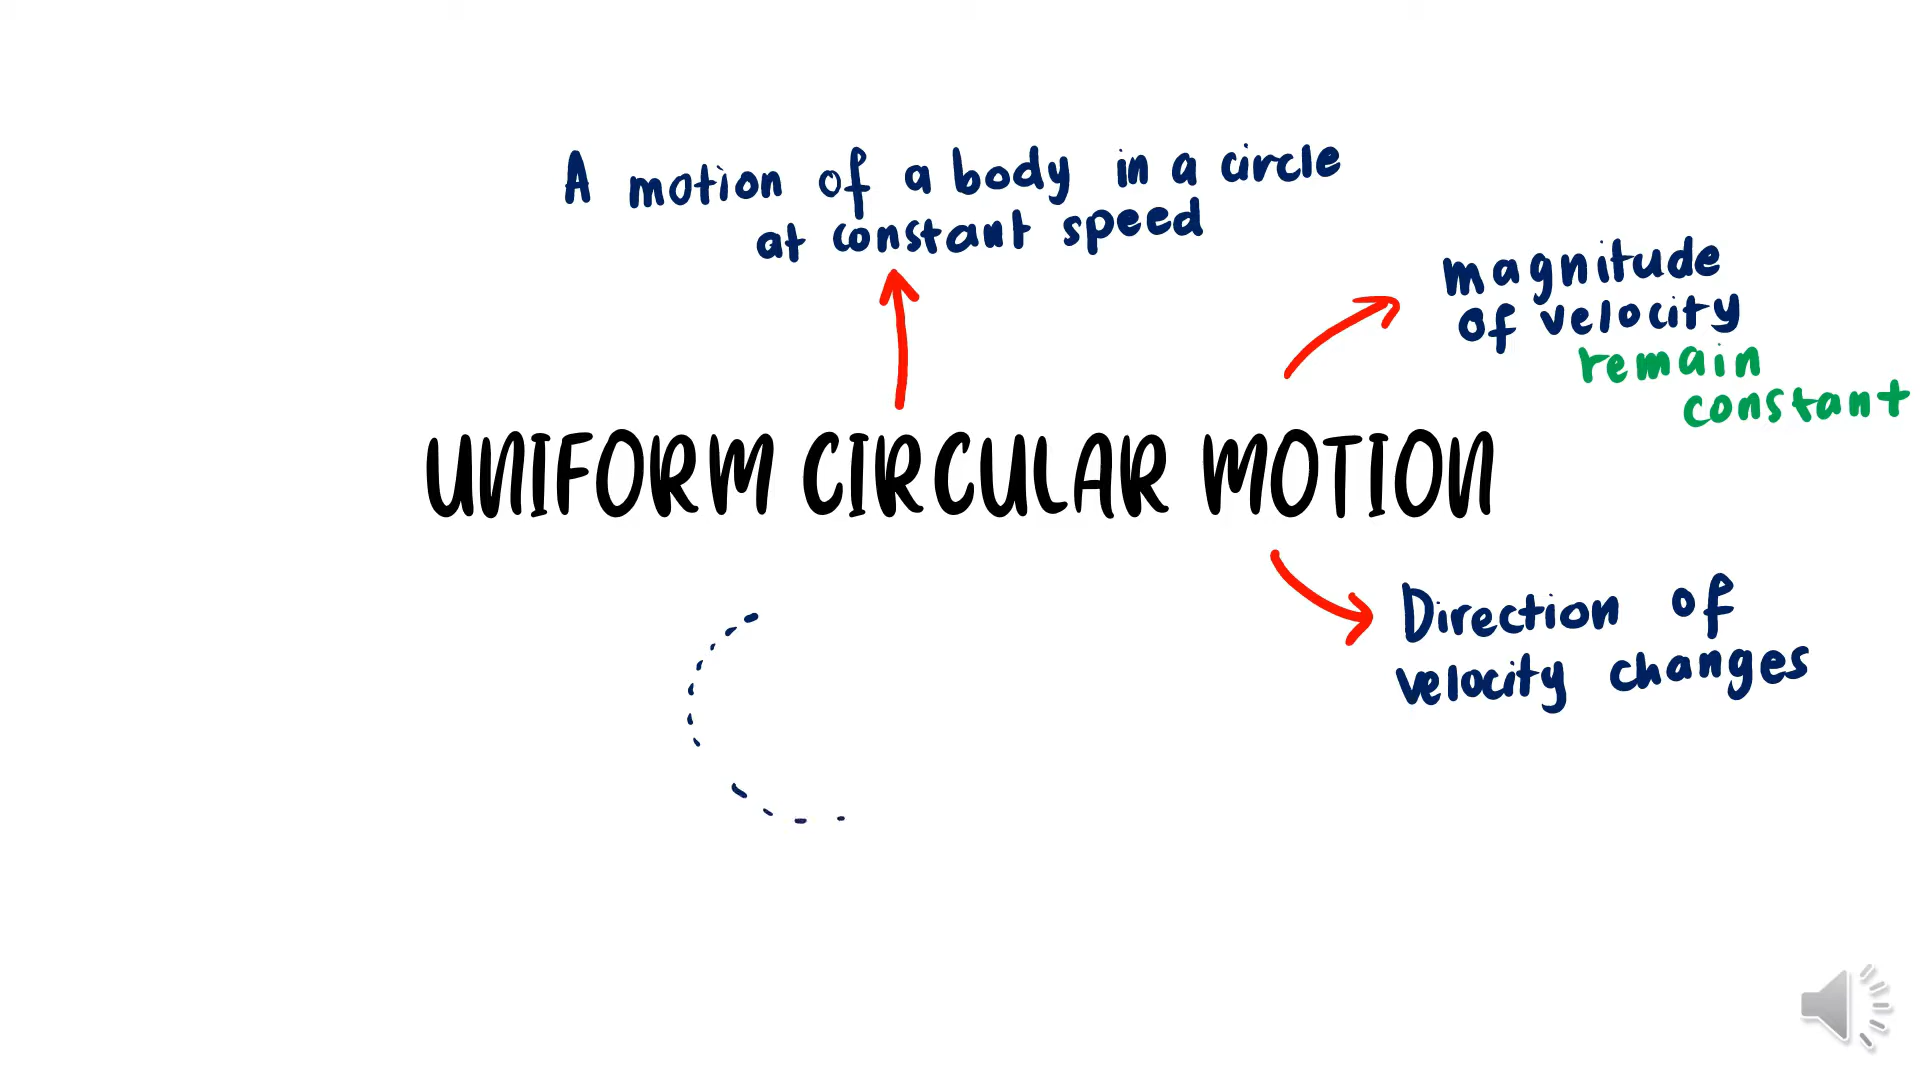 A motion of a body in a circle
at constant speed
magnitude
of velocity
remain
constant
UNIFORM CIRCULAR MOTION
Direction of
velocity changes